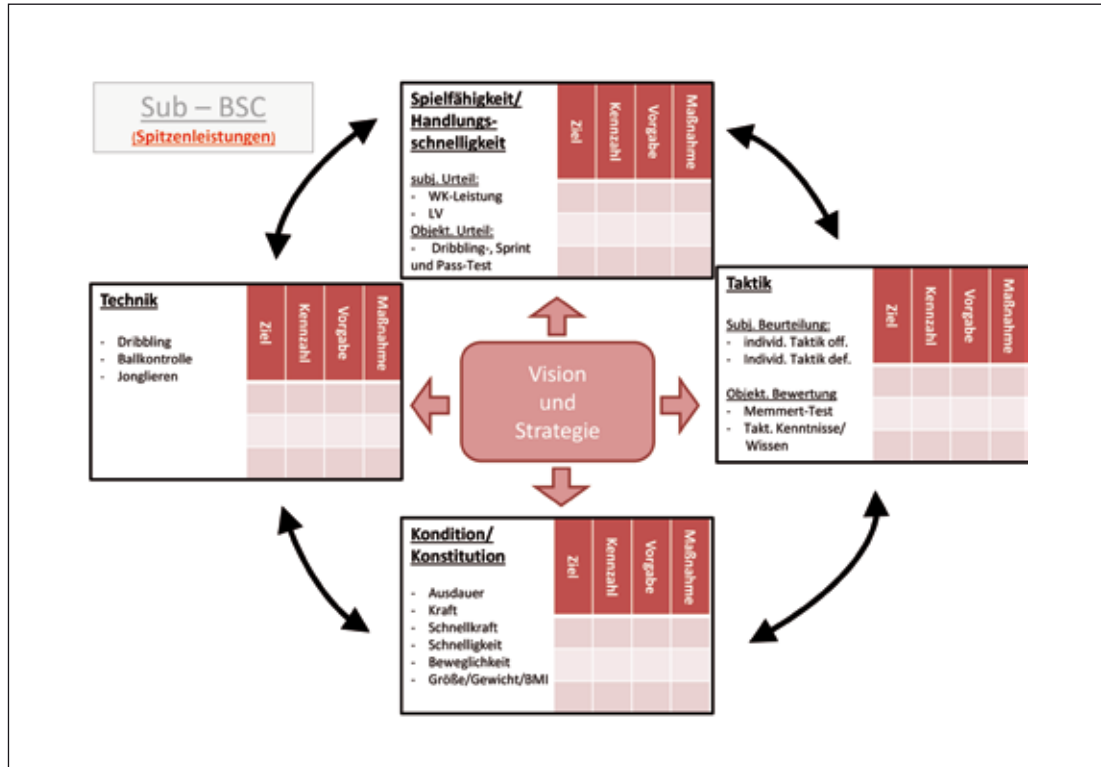 Sub – BSC
(Spitzenleistungen)
Spielfähigkeit/
Handlungs-
schnelligkeit
subj. Urteil:
- WK-Leistung
- LV
Objekt. Urteil:
- Dribbling-, Sprint
und Pass-Test
Ziel
Kennzahl
Vorgabe
Maßnahme
Technik
- Dribbling
- Ballkontrolle
- Jonglieren
Ziel
Kennzahl
Vorgabe
Maßnahme
Vision
und
Strategie
Taktik
Subj. Beurteilung:
- individ. Taktik off.
- Individ. Taktik def.
Objekt. Bewertung
- Memmert-Test
- Takt. Kenntnisse/
Wissen
Ziel
Kennzahl
Vorgabe
Maßnahme
Kondition/
Konstitution
- Ausdauer
- Kraft
- Schnellkraft
- Schnelligkeit
- Beweglichkeit
- Größe/Gewicht/BMI
Ziel
Kennzahl
Vorgabe
Maßnahme